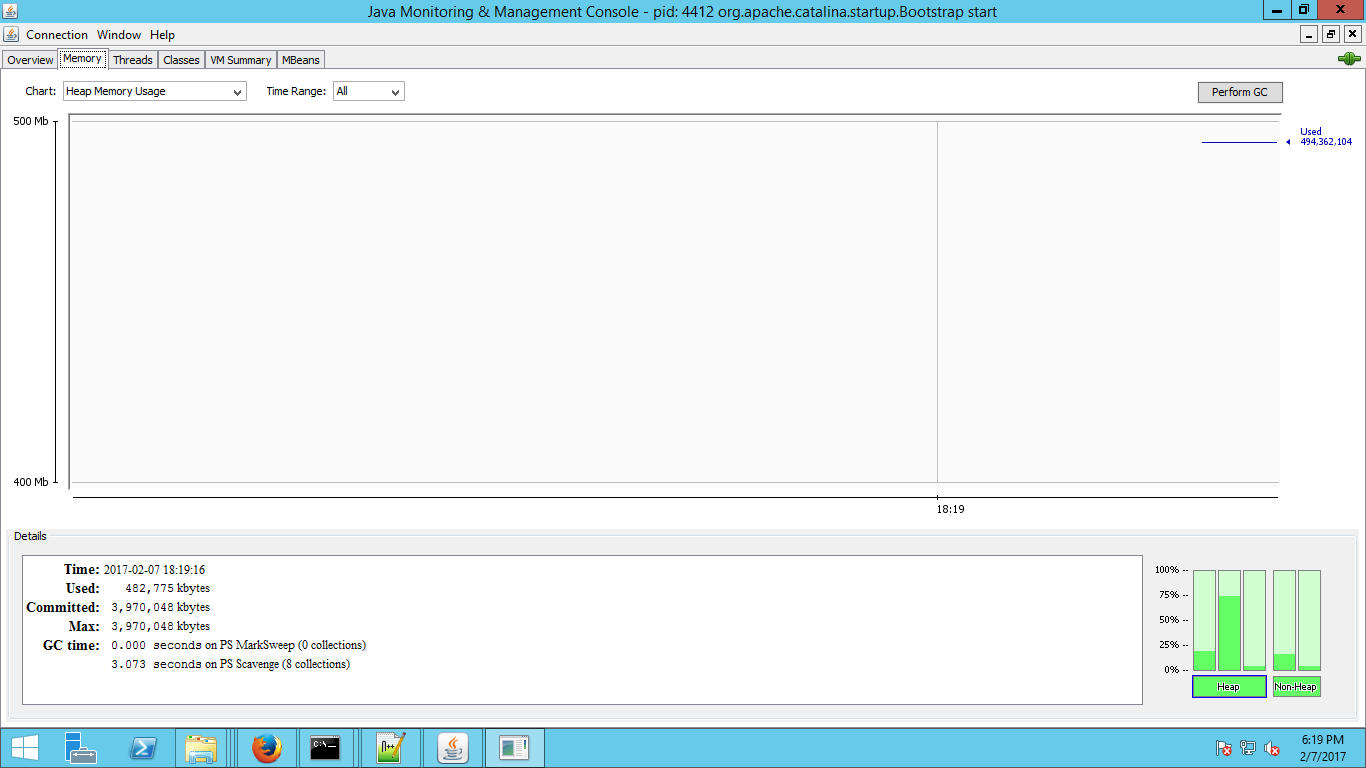 Java Monitoring & Management Console - pid: 4412 org.apache.catalina.startup.Bootstrap start
Connection Window Help
Overview Memory Threads Classes VM Summary MBeans
Chart: Heap Memory Usage Time Range: All Perform GC
500 Mb
Used
494,362,104
400 Mb
18:19
Details
Time: 2017-02-07 18:19:16
Used: 482,775 kbytes
Committed: 3,970,048 kbytes
Max: 3,970,048 kbytes
GC time: 0.000 seconds on PS MarkSweep (0 collections)
3.073 seconds on PS Scavenge (8 collections)
100% --
75% --
50% --
25% --
0% --
Heap Non-Heap
C:\_
6:19 PM
2/7/2017